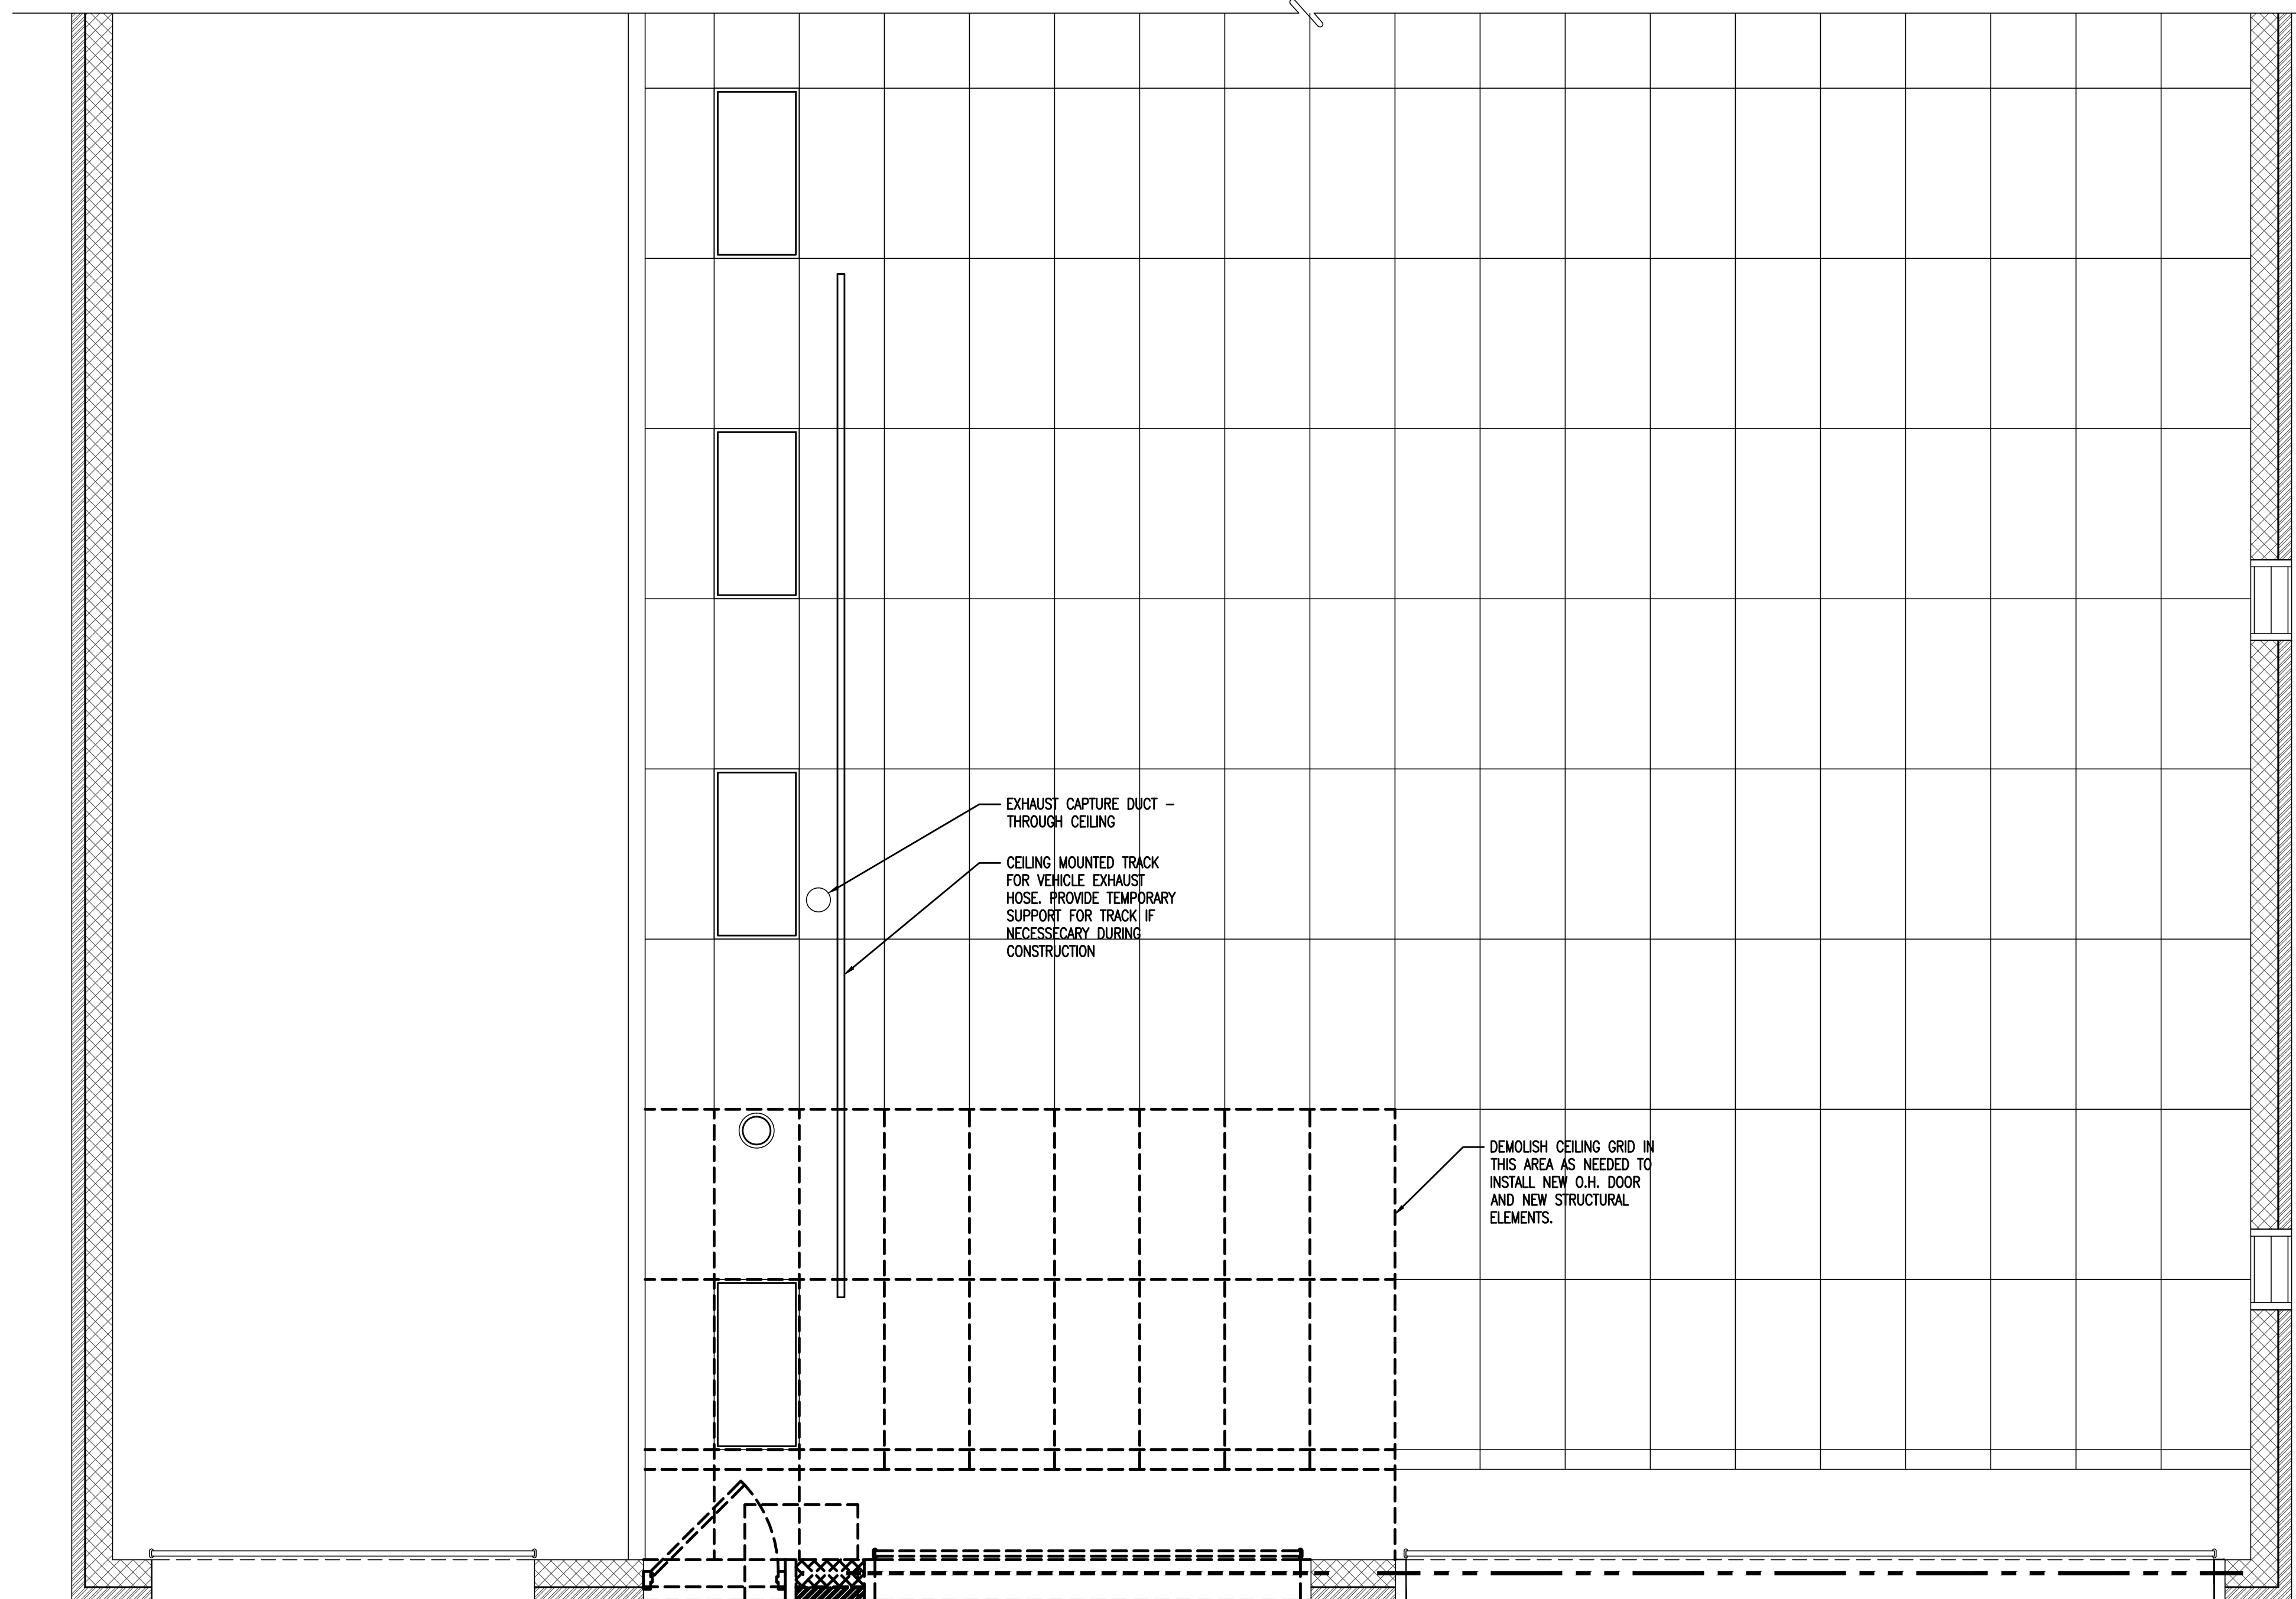 EXHAUST CAPTURE DUCT –
THROUGH CEILING
CEILING MOUNTED TRACK
FOR VEHICLE EXHAUST
HOSE. PROVIDE TEMPORARY
SUPPORT FOR TRACK IF
NECESSECARY DURING
CONSTRUCTION
DEMOLISH CEILING GRID IN
THIS AREA AS NEEDED TO
INSTALL NEW O.H. DOOR
AND NEW STRUCTURAL
ELEMENTS.